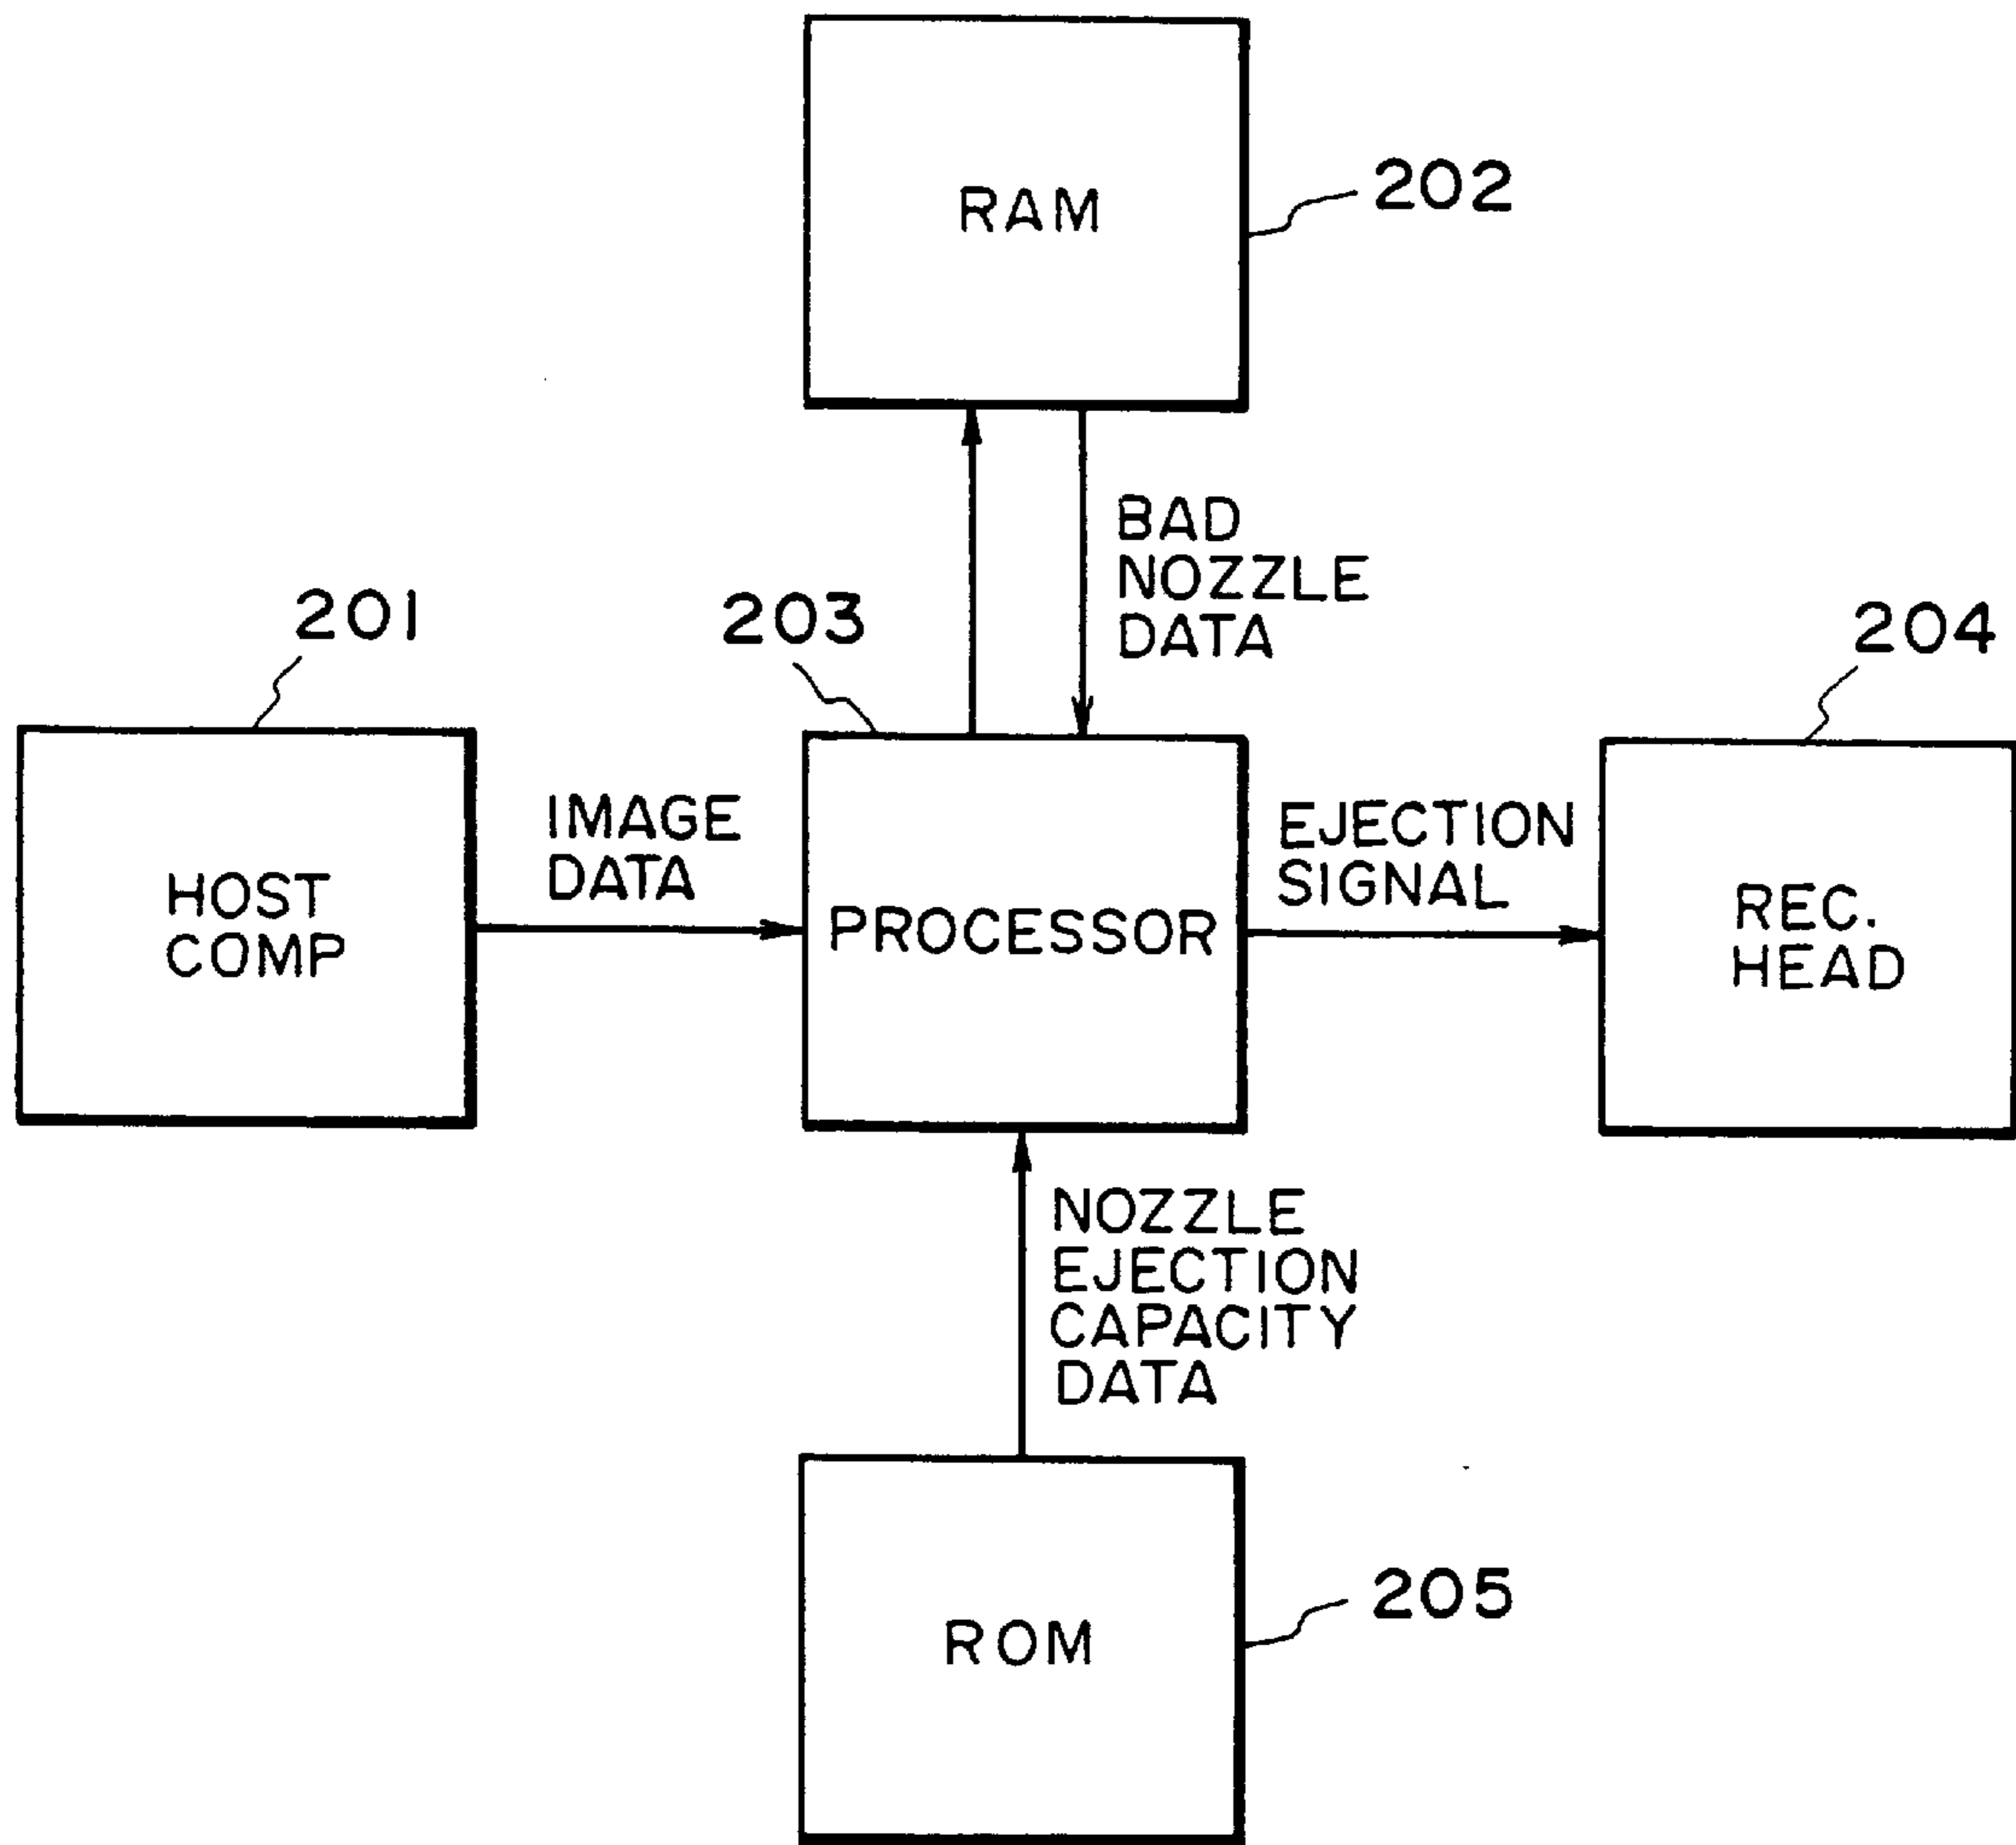 RAM
202
BAD
NOZZLE
DATA
201
203
204
HOST
COMP
IMAGE
DATA
PROCESSOR
EJECTION
SIGNAL
REC.
HEAD
NOZZLE
EJECTION
CAPACITY
DATA
ROM
205